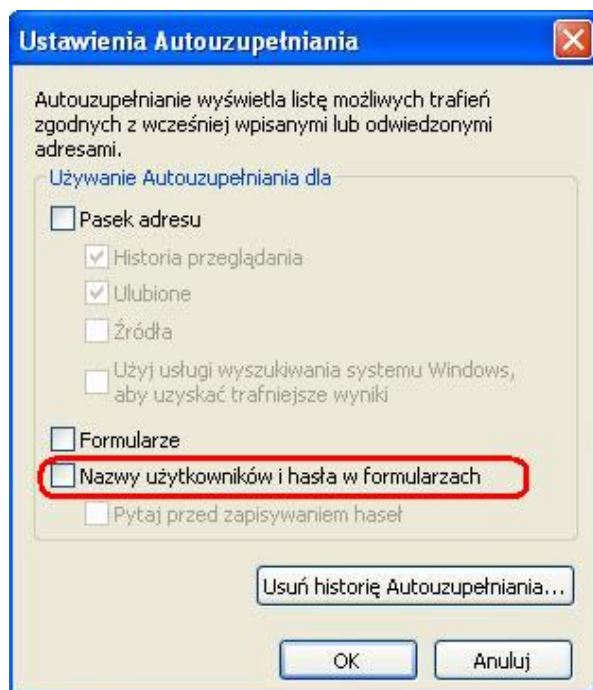 Ustawienia Autouzupełniania
Autouzupełnianie wyświetla listę możliwych trafień
zgodnych z wcześniej wpisanymi lub odwiedzonymi
adresami.
Używanie Autouzupełniania dla
Pasek adresu
Historia przeglądania
Ulubione
Źródła
Użyj usługi wyszukiwania systemu Windows,
aby uzyskać trafniejsze wyniki
Formularze
Nazwy użytkowników i hasła w formularzach
Pytaj przed zapisywaniem haseł
Usuń historię Autouzupełniania...
OK
Anuluj